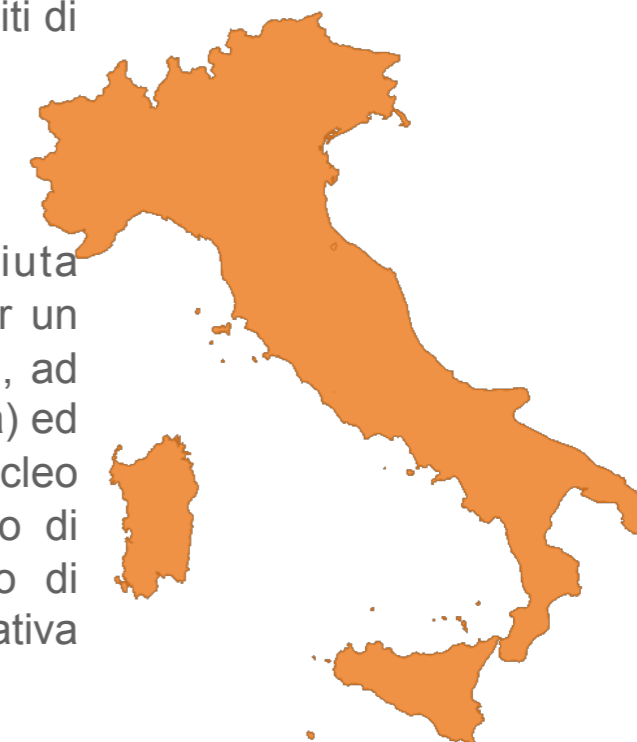 iti di
iuta
r un
, ad
a) ed
cleo
o di
o di
ativa